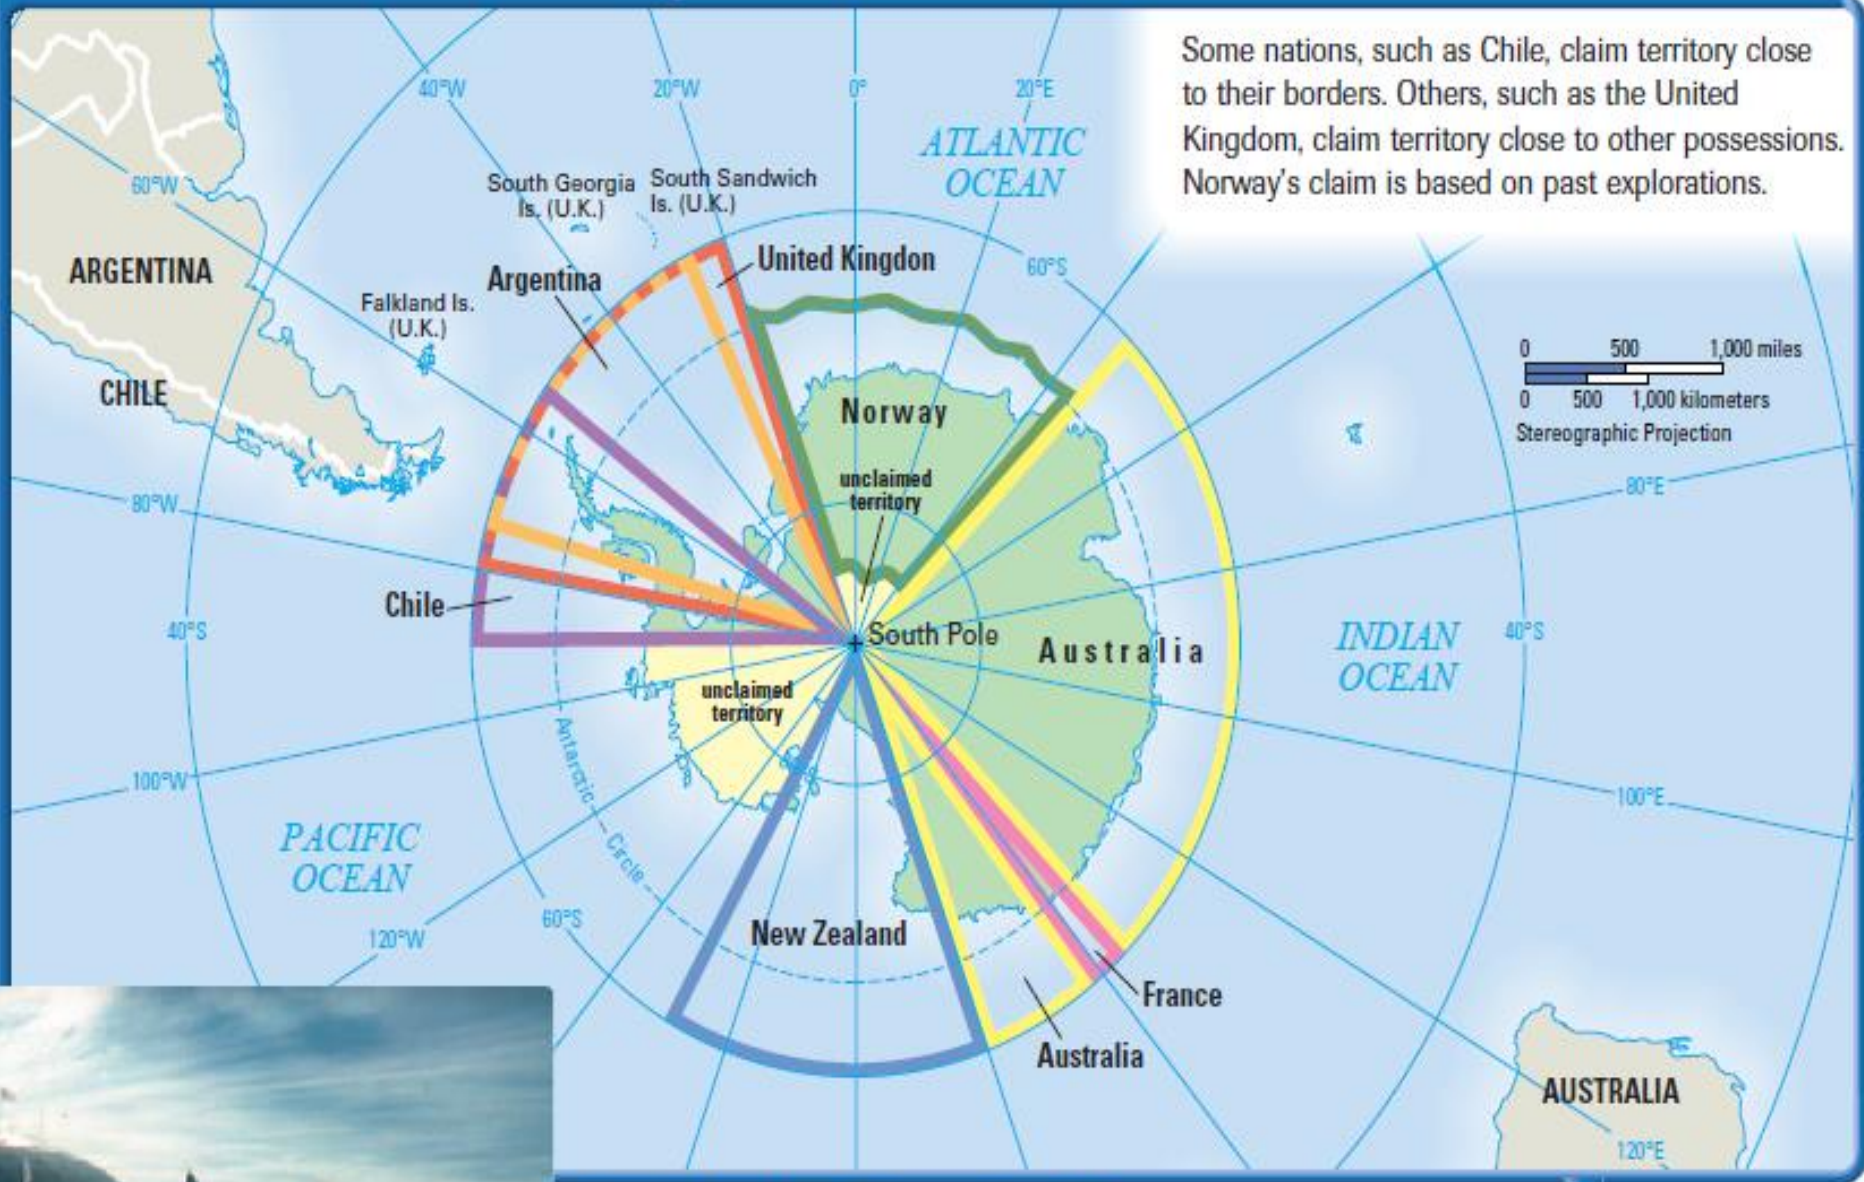 Some nations, such as Chile, claim territory close
to their borders. Others, such as the United
Kingdom, claim territory close to other possessions.
Norway's claim is based on past explorations.
40°W
20°W
0°
20°E
ATLANTIC
OCEAN
60°W
South Georgia
Is. (U.K.)
South Sandwich
Is. (U.K.)
ARGENTINA
Argentina
United Kingdon
60°S
Falkland Is.
(U.K.)
CHILE
0 500 1,000 miles
0 500 1,000 kilometers
Stereographic Projection
Norway
unclaimed
territory
80°W
80°E
Chile
40°S
South Pole
Australia
INDIAN
OCEAN
40°S
unclaimed
territory
Antarctic Circle
100°W
100°E
PACIFIC
OCEAN
60°S
120°W
New Zealand
France
Australia
AUSTRALIA
120°E